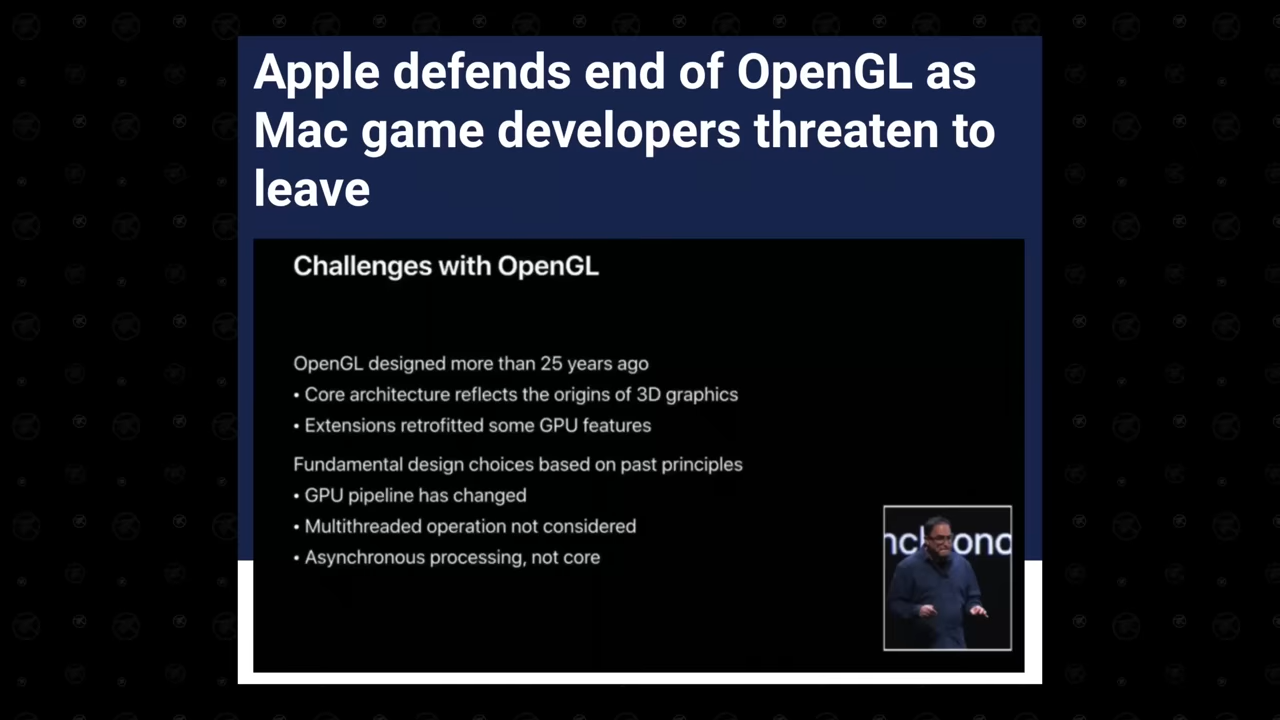 Apple defends end of OpenGL as
Mac game developers threaten to
leave
Challenges with OpenGL
OpenGL designed more than 25 years ago
• Core architecture reflects the origins of 3D graphics
• Extensions retrofitted some GPU features
Fundamental design choices based on past principles
• GPU pipeline has changed
• Multithreaded operation not considered
• Asynchronous processing, not core